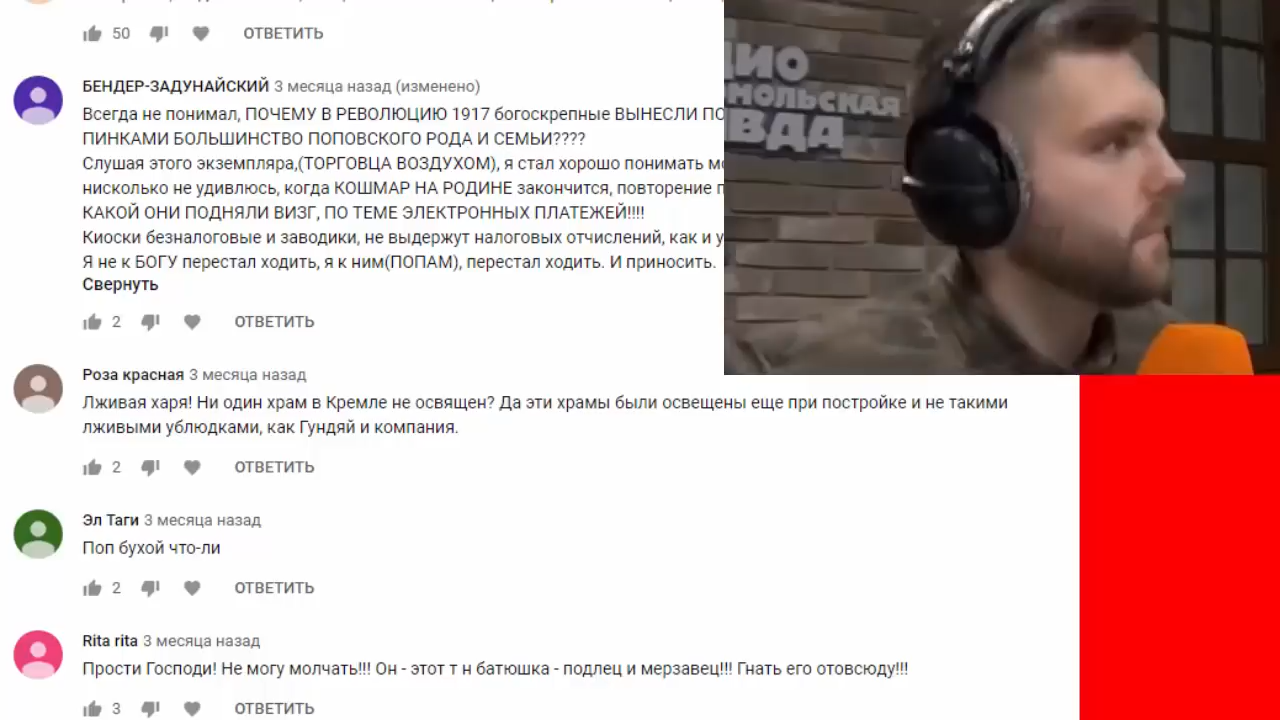 50 ОТВЕТИТЬ
БЕНДЕР-ЗАДУНАЙСКИЙ 3 месяца назад (изменено)
Всегда не понимал, ПОЧЕМУ В РЕВОЛЮЦИЮ 1917 богоскрепные ВЫНЕСЛИ ПО
ПИНКАМИ БОЛЬШИНСТВО ПОПОВСКОГО РОДА И СЕМЬИ????
Слушая этого экземпляра,(ТОРГОВЦА ВОЗДУХОМ), я стал хорошо понимать
нисколько не удивлюсь, когда КОШМАР НА РОДИНЕ закончится, повторение
КАКОЙ ОНИ ПОДНЯЛИ ВИЗГ, ПО ТЕМЕ ЭЛЕКТРОННЫХ ПЛАТЕЖЕЙ!!!!
Киоски безналоговые и заводики, не выдержут налоговых отчислений, как и у
Я не к БОГУ перестал ходить, я к ним(ПОПАМ), перестал ходить. И приносить.
Свернуть
2 ОТВЕТИТЬ
ДИО
МОЛЬСКАЯ
ВДА
Роза красная 3 месяца назад
Лживая харя! Ни один храм в Кремле не освящен? Да эти храмы были освещены еще при постройке и не такими
лживыми ублюдками, как Гундяй и компания.
2 ОТВЕТИТЬ
Эл Таги 3 месяца назад
Поп бухой что-ли
2 ОТВЕТИТЬ
Rita rita 3 месяца назад
Прости Господи! Не могу молчать!!! Он - этот т н батюшка - подлец и мерзавец!!! Гнать его отовсюду!!!
3 ОТВЕТИТЬ